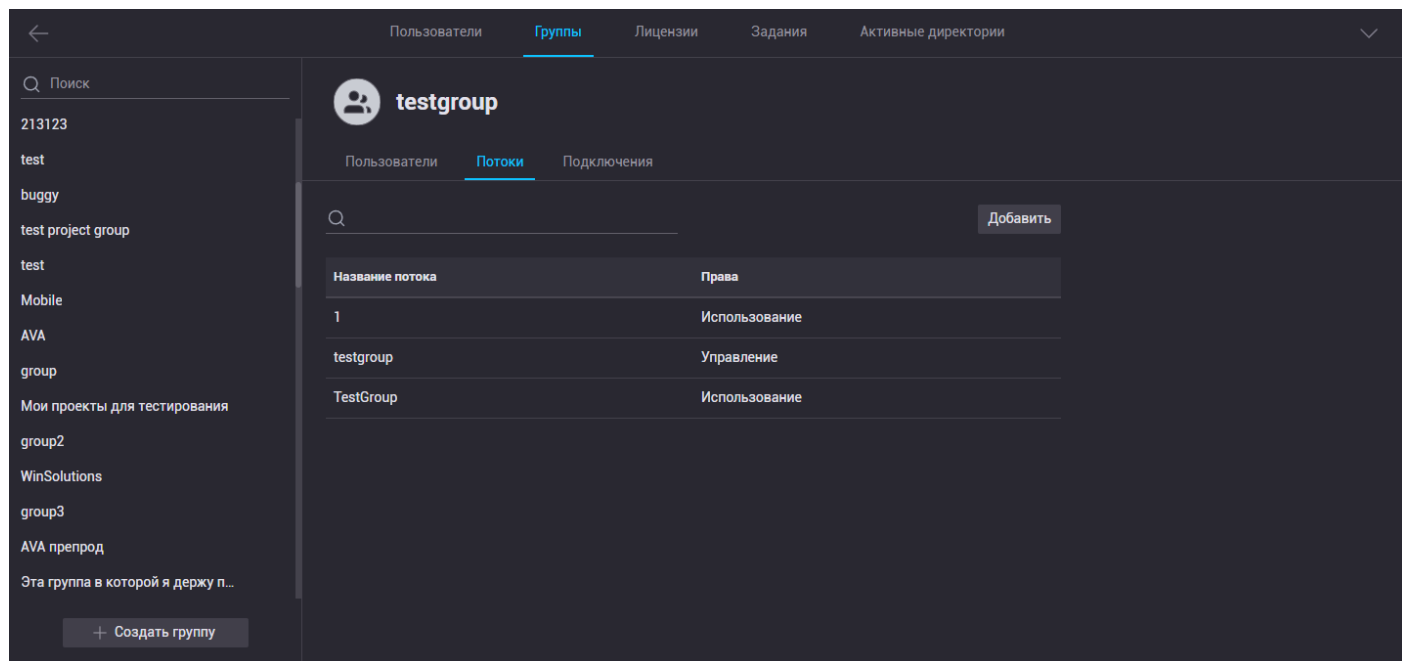 Пользователи Группы Лицензии Задания Активные директории
Поиск
213123
test
buggy
test project group
test
Mobile
AVA
group
Мои проекты для тестирования
group2
WinSolutions
group3
AVA препрод
Эта группа в которой я держу п...
+ Создать группу
testgroup
Пользователи Потоки Подключения
Добавить
Название потока Права
1 Использование
testgroup Управление
TestGroup Использование